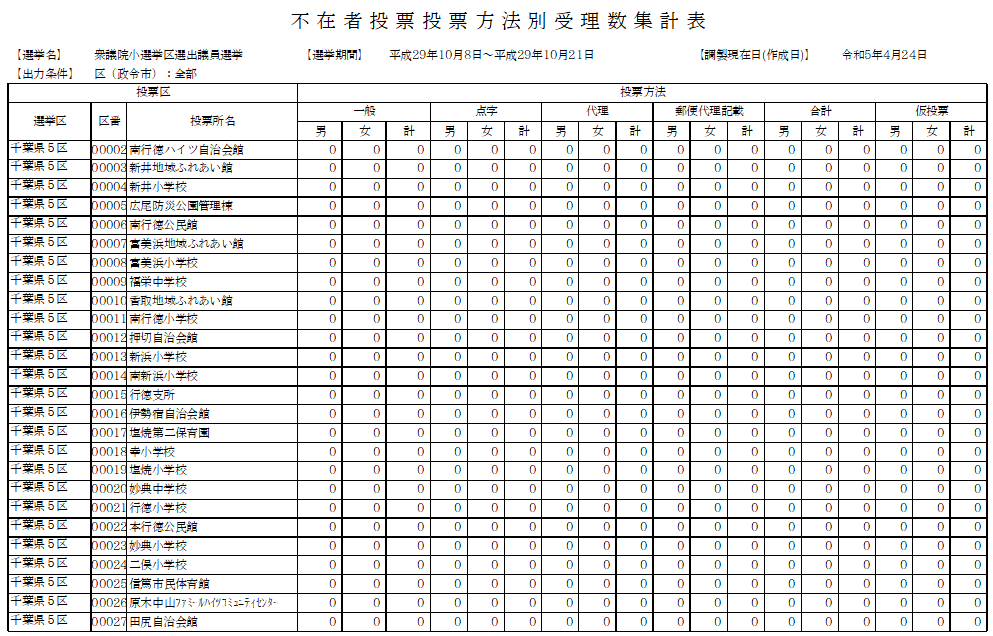 不在者投票投票方法別受理数集計表
【選挙名】 衆議院小選挙区選出議員選挙 【選挙期間】 平成29年10月8日～平成29年10月21日 【調製現在日(作成日)】 令和5年4月24日
【出力条件】 区（政令市）：全部
投票区 投票方法
選挙区 区番 投票所名 一般 点字 代理 郵便代理記載 合計 仮投票
男 女 計 男 女 計 男 女 計 男 女 計 男 女 計 男 女 計
千葉県５区 00002 南行徳ハイツ自治会館 0 0 0 0 0 0 0 0 0 0 0 0 0 0 0 0 0 0
千葉県５区 00003 新井地域ふれあい館 0 0 0 0 0 0 0 0 0 0 0 0 0 0 0 0 0 0
千葉県５区 00004 新井小学校 0 0 0 0 0 0 0 0 0 0 0 0 0 0 0 0 0 0
千葉県５区 00005 広尾防災公園管理棟 0 0 0 0 0 0 0 0 0 0 0 0 0 0 0 0 0 0
千葉県５区 00006 南行徳公民館 0 0 0 0 0 0 0 0 0 0 0 0 0 0 0 0 0 0
千葉県５区 00007 富美浜地域ふれあい館 0 0 0 0 0 0 0 0 0 0 0 0 0 0 0 0 0 0
千葉県５区 00008 富美浜小学校 0 0 0 0 0 0 0 0 0 0 0 0 0 0 0 0 0 0
千葉県５区 00009 福栄中学校 0 0 0 0 0 0 0 0 0 0 0 0 0 0 0 0 0 0
千葉県５区 00010 香取地域ふれあい館 0 0 0 0 0 0 0 0 0 0 0 0 0 0 0 0 0 0
千葉県５区 00011 南行徳小学校 0 0 0 0 0 0 0 0 0 0 0 0 0 0 0 0 0 0
千葉県５区 00012 押切自治会館 0 0 0 0 0 0 0 0 0 0 0 0 0 0 0 0 0 0
千葉県５区 00013 新浜小学校 0 0 0 0 0 0 0 0 0 0 0 0 0 0 0 0 0 0
千葉県５区 00014 南新浜小学校 0 0 0 0 0 0 0 0 0 0 0 0 0 0 0 0 0 0
千葉県５区 00015 行徳支所 0 0 0 0 0 0 0 0 0 0 0 0 0 0 0 0 0 0
千葉県５区 00016 伊勢宿自治会館 0 0 0 0 0 0 0 0 0 0 0 0 0 0 0 0 0 0
千葉県５区 00017 塩焼第二保育園 0 0 0 0 0 0 0 0 0 0 0 0 0 0 0 0 0 0
千葉県５区 00018 幸小学校 0 0 0 0 0 0 0 0 0 0 0 0 0 0 0 0 0 0
千葉県５区 00019 塩焼小学校 0 0 0 0 0 0 0 0 0 0 0 0 0 0 0 0 0 0
千葉県５区 00020 妙典中学校 0 0 0 0 0 0 0 0 0 0 0 0 0 0 0 0 0 0
千葉県５区 00021 行徳小学校 0 0 0 0 0 0 0 0 0 0 0 0 0 0 0 0 0 0
千葉県５区 00022 本行徳公民館 0 0 0 0 0 0 0 0 0 0 0 0 0 0 0 0 0 0
千葉県５区 00023 妙典小学校 0 0 0 0 0 0 0 0 0 0 0 0 0 0 0 0 0 0
千葉県５区 00024 二俣小学校 0 0 0 0 0 0 0 0 0 0 0 0 0 0 0 0 0 0
千葉県５区 00025 信篤市民体育館 0 0 0 0 0 0 0 0 0 0 0 0 0 0 0 0 0 0
千葉県５区 00026 原木中山ﾌｧﾐｰﾙﾊｲﾂｺﾐｭﾆﾃｨｾﾝﾀｰ 0 0 0 0 0 0 0 0 0 0 0 0 0 0 0 0 0 0
千葉県５区 00027 田尻自治会館 0 0 0 0 0 0 0 0 0 0 0 0 0 0 0 0 0 0